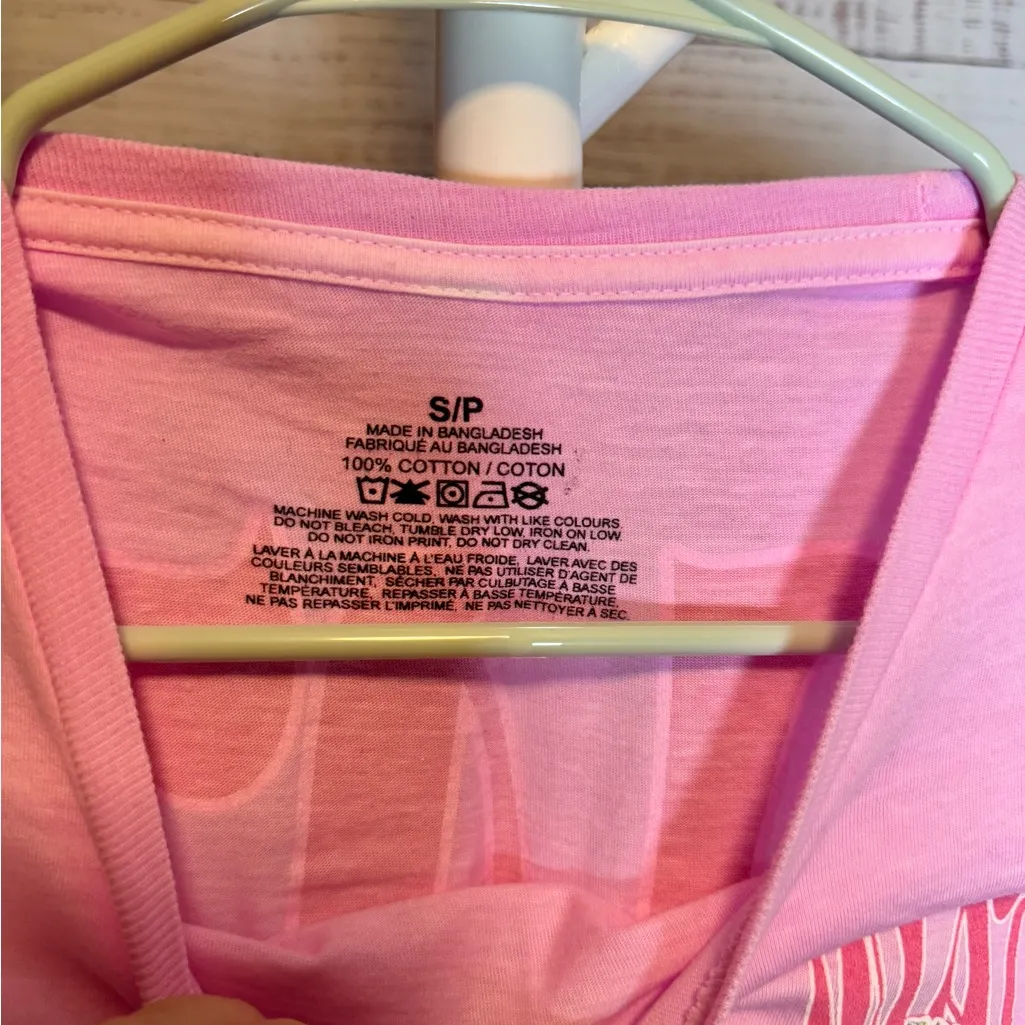 S/P
MADE IN BANGLADESH
FABRIQUÉ AU BANGLADESH
100% COTTON / COTON
MACHINE WASH COLD, WASH WITH LIKE COLOURS,
DO NOT BLEACH, TUMBLE DRY LOW, IRON ON LOW,
DO NOT IRON PRINT, DO NOT DRY CLEAN.
LAVER À LA MACHINE À L'EAU FROIDE, LAVER AVEC DES
COULEURS SEMBLABLES, NE PAS UTILISER D'AGENT DE
BLANCHIMENT, SÉCHER PAR CULBUTAGE À BASSE
TEMPÉRATURE, REPASSER À BASSE TEMPÉRATURE,
NE PAS REPASSER L'IMPRIMÉ, NE PAS NETTOYER À SEC.